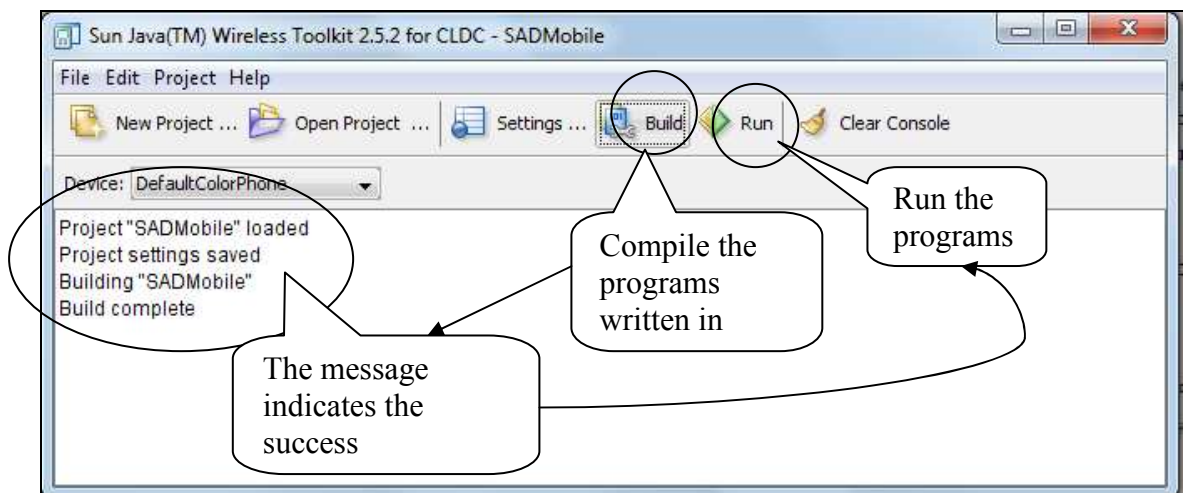 Sun Java(TM) Wireless Toolkit 2.5.2 for CLDC - SADMobile
File Edit Project Help
New Project ... Open Project ... Settings ... Build Run Clear Console
Device: DefaultColorPhone
Project "SADMobile" loaded
Project settings saved
Building "SADMobile"
Build complete
Compile the
programs
written in
Run the
programs
The message
indicates the
success